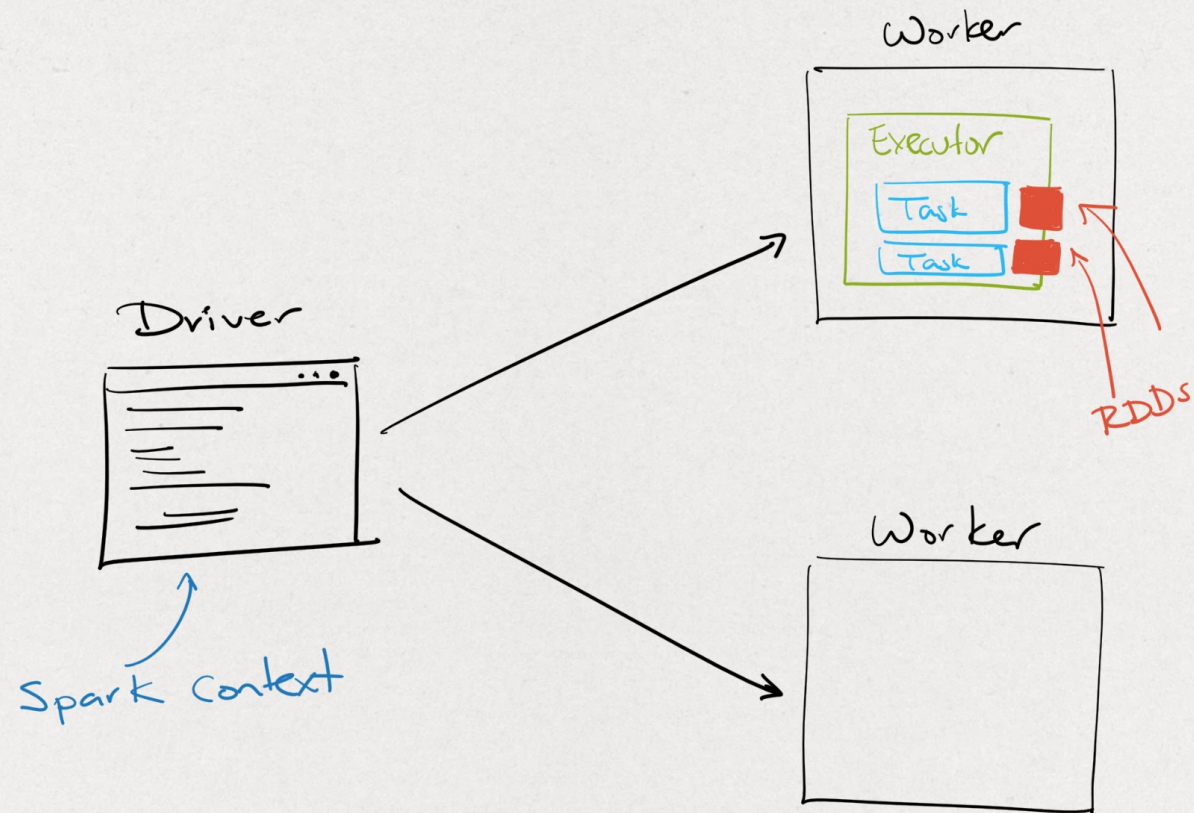 Worker
Executor
Task
Task
Driver
RDDs
Worker
Spark Context